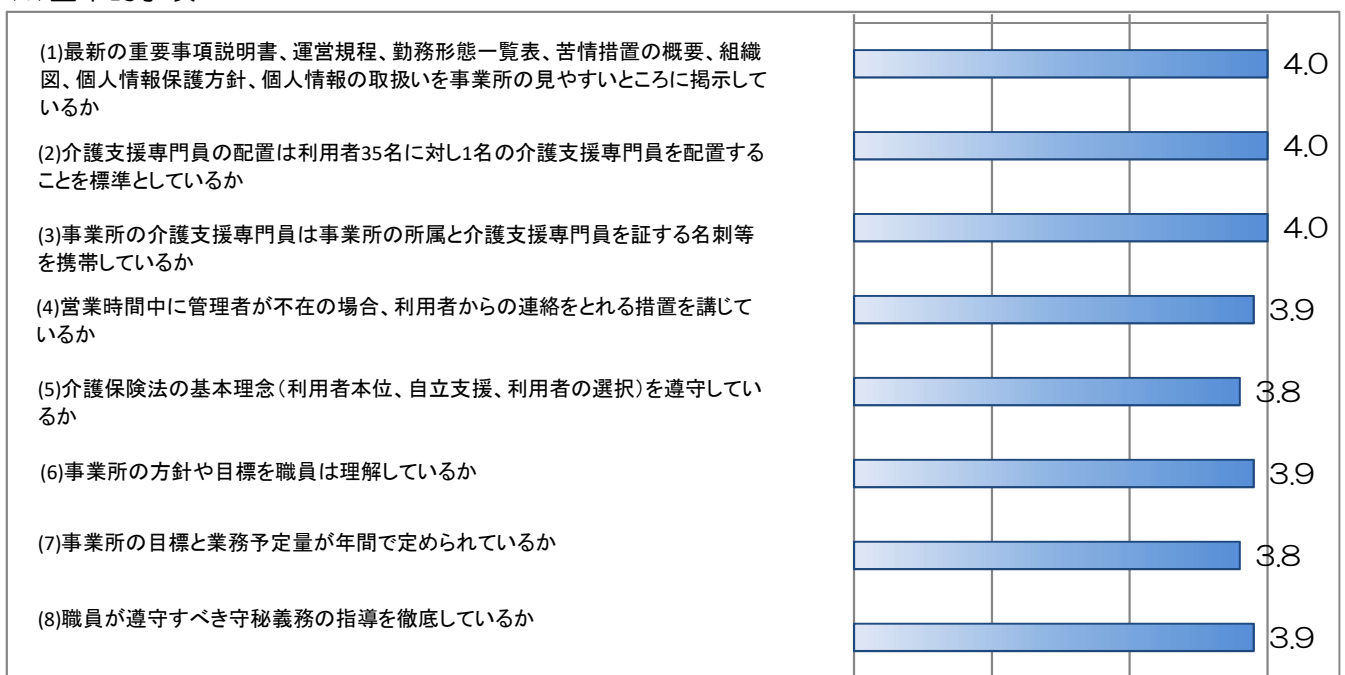 (1)最新の重要事項説明書、運営規程、勤務形態一覧表、苦情措置の概要、組織
図、個人情報保護方針、個人情報の取扱いを事業所の見やすいところに掲示して
いるか
4.0
(2)介護支援専門員の配置は利用者35名に対し1名の介護支援専門員を配置する
ことを標準としているか
4.0
(3)事業所の介護支援専門員は事業所の所属と介護支援専門員を証する名刺等
を携帯しているか
4.0
(4)営業時間中に管理者が不在の場合、利用者からの連絡をとれる措置を講じて
いるか
3.9
(5)介護保険法の基本理念(利用者本位、自立支援、利用者の選択)を遵守してい
るか
3.8
(6)事業所の方針や目標を職員は理解しているか
3.9
(7)事業所の目標と業務予定量が年間で定められているか
3.8
(8)職員が遵守すべき守秘義務の指導を徹底しているか
3.9